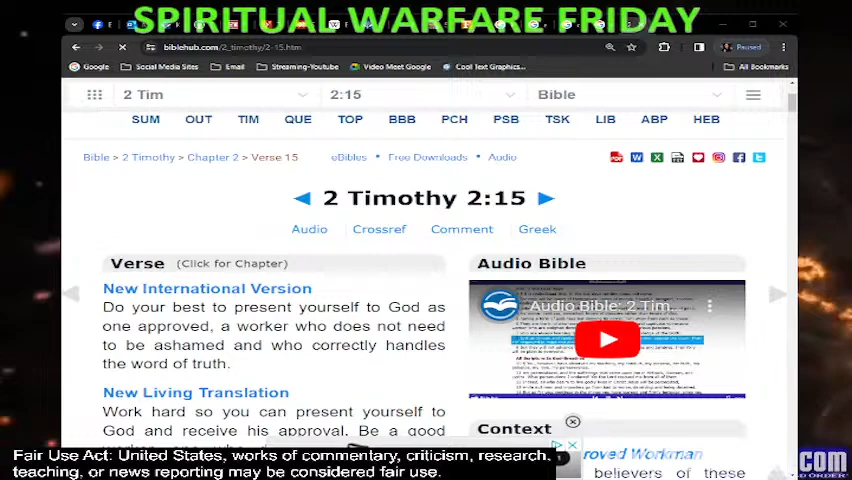 SPIRITUAL WARFARE FRIDAY
biblehub.com/2_timothy/2-15.htm
Paused
Google Social Media Sites Email Streaming-Youtube Video Meet Google Cool Text Graphics... All Bookmarks
2 Tim 2:15 Bible
SUM OUT TIM QUE TOP BBB PCH PSB TSK LIB ABP HEB
Bible > 2 Timothy > Chapter 2 > Verse 15 eBibles • Free Downloads • Audio
◄ 2 Timothy 2:15 ►
Audio Crossref Comment Greek
Verse (Click for Chapter)
New International Version
Do your best to present yourself to God as
one approved, a worker who does not need
to be ashamed and who correctly handles
the word of truth.
New Living Translation
Work hard so you can present yourself to
God and receive his approval. Be a good
Audio Bible
Audio Bible: 2 Tim
Context
roved Workman
believers of these
Fair Use Act: United States, works of commentary, criticism, research,
teaching, or news reporting may be considered fair use.
.COM